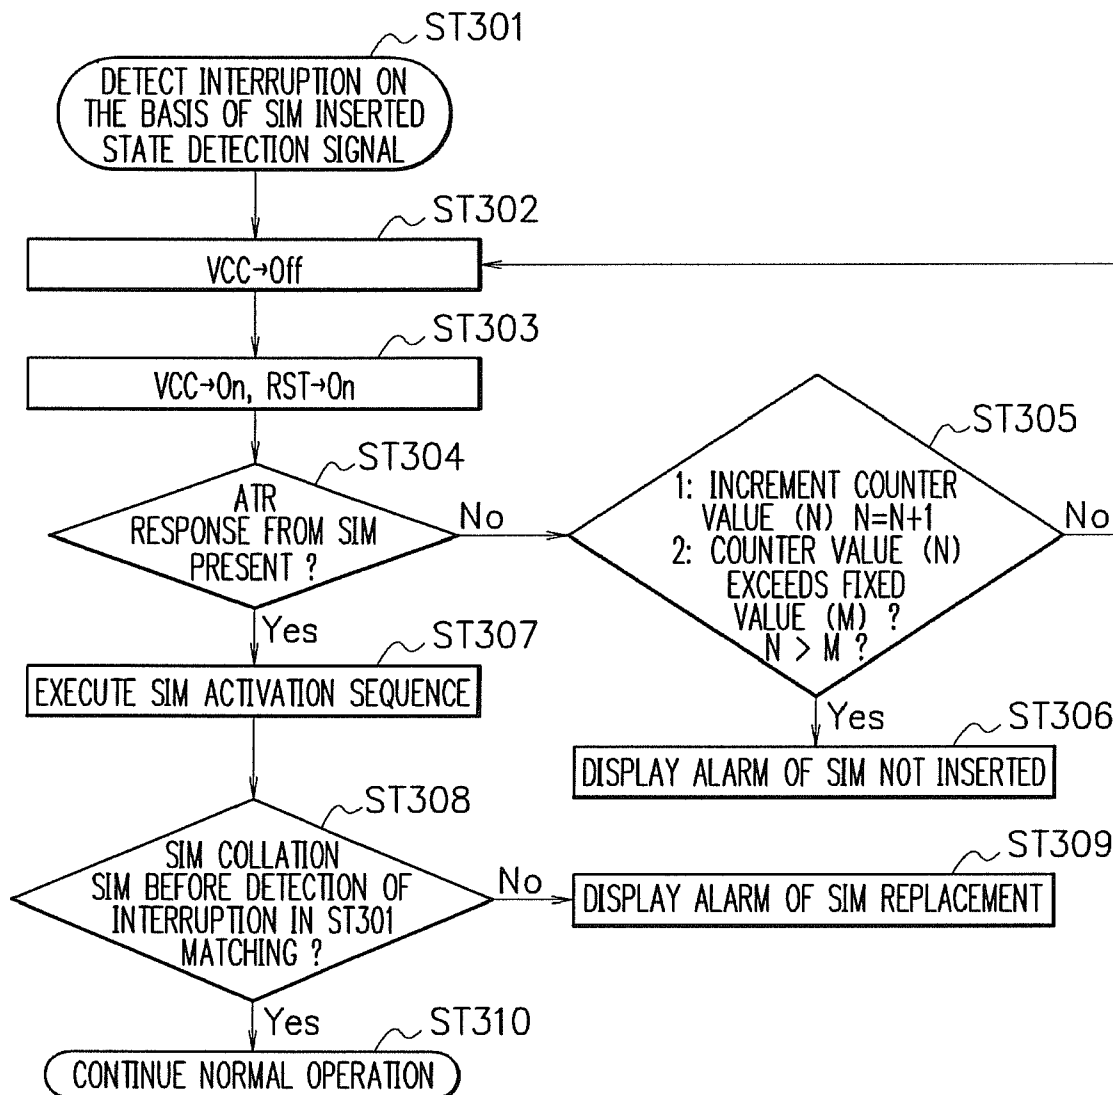 ST301
DETECT INTERRUPTION ON
THE BASIS OF SIM INSERTED
STATE DETECTION SIGNAL
ST302
VCC→Off
ST303
VCC→On, RST→On
ST304
ATR
RESPONSE FROM SIM
PRESENT ?
No
Yes
ST305
1: INCREMENT COUNTER
VALUE (N) N=N+1
2: COUNTER VALUE (N)
EXCEEDS FIXED
VALUE (M) ?
N > M ?
No
Yes
ST306
DISPLAY ALARM OF SIM NOT INSERTED
ST307
EXECUTE SIM ACTIVATION SEQUENCE
ST308
SIM COLLATION
SIM BEFORE DETECTION OF
INTERRUPTION IN ST301
MATCHING ?
No
Yes
ST309
DISPLAY ALARM OF SIM REPLACEMENT
ST310
CONTINUE NORMAL OPERATION